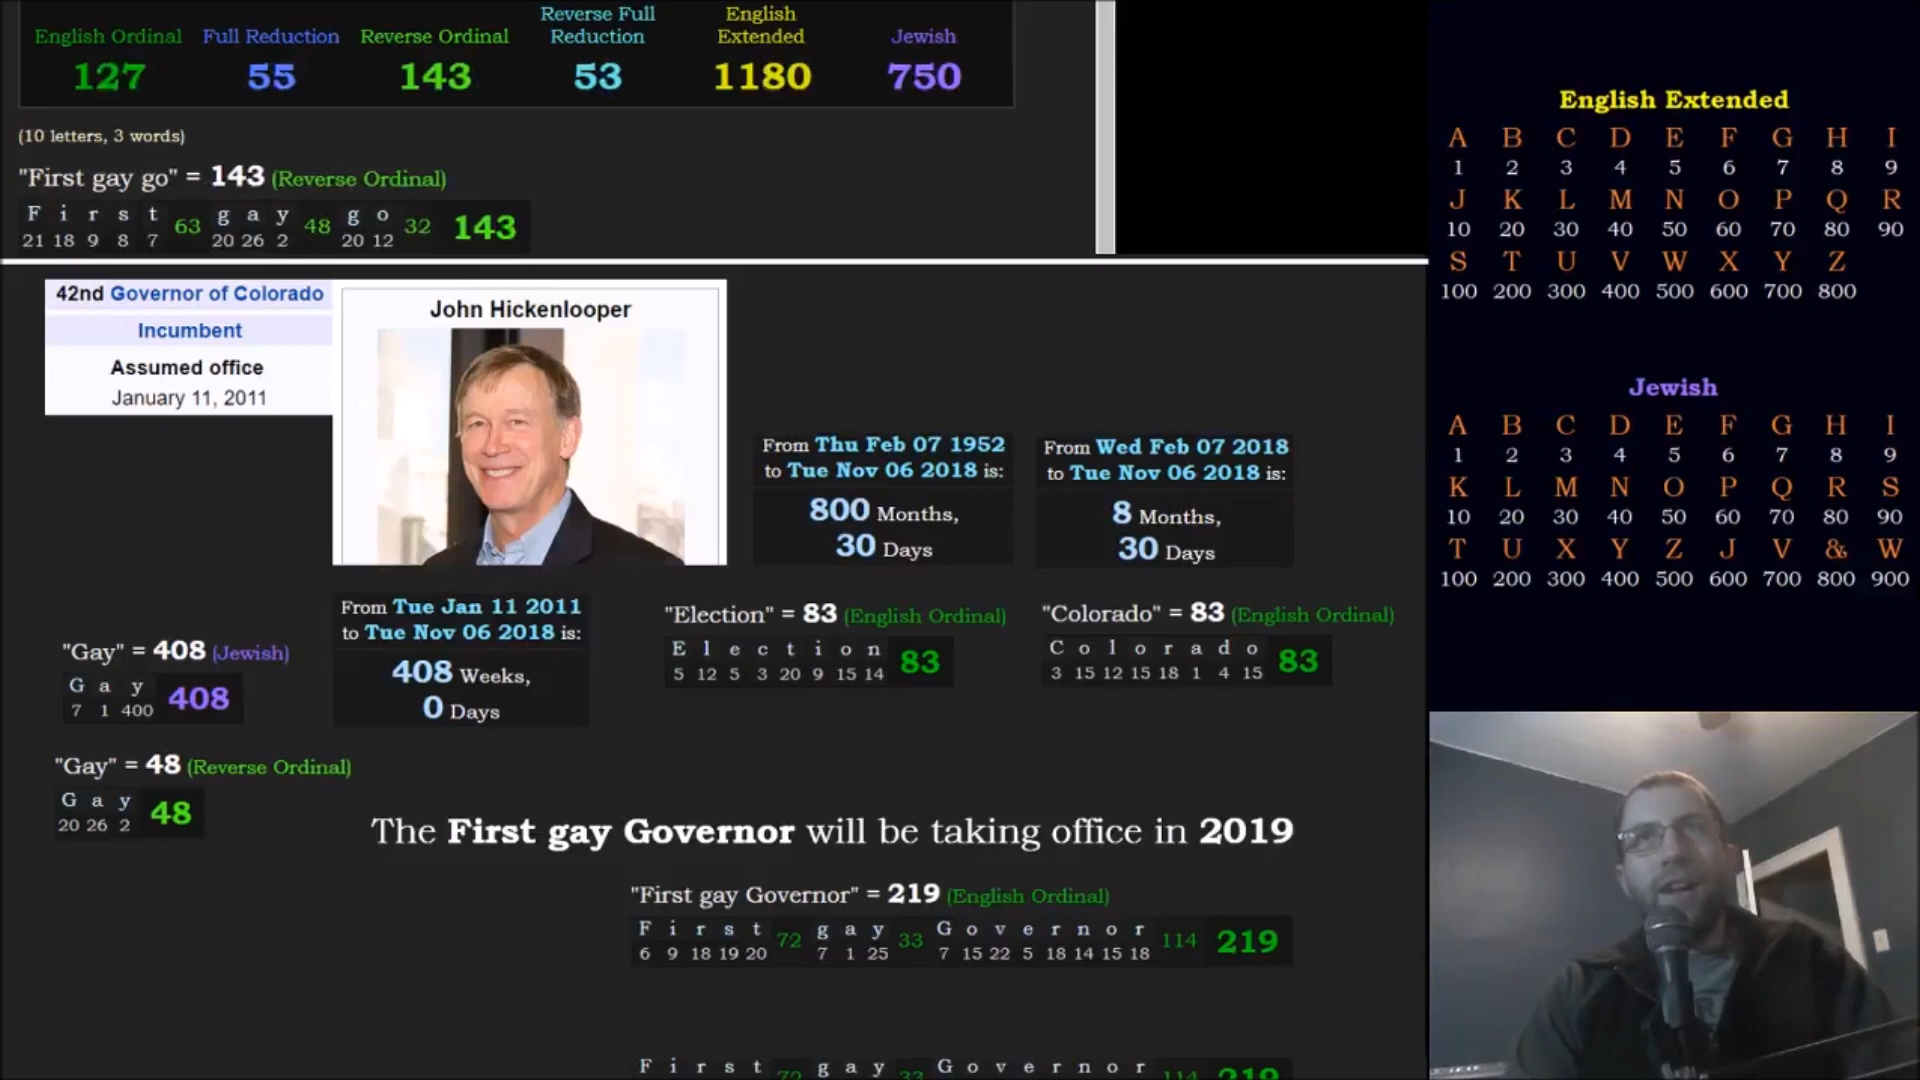 English Ordinal
127
Full Reduction
55
Reverse Ordinal
143
Reverse Full
Reduction
53
English
Extended
1180
Jewish
750
(10 letters, 3 words)
"First gay go" = 143 (Reverse Ordinal)
F i r s t 63 g a y 48 g o 32 143
21 18 9 8 7 20 26 2 20 12
42nd Governor of Colorado
Incumbent
Assumed office
January 11, 2011
John Hickenlooper
From Thu Feb 07 1952
to Tue Nov 06 2018 is:
800 Months,
30 Days
From Wed Feb 07 2018
to Tue Nov 06 2018 is:
8 Months,
30 Days
"Gay" = 408 (Jewish)
G a y 408
7 1 400
From Tue Jan 11 2011
to Tue Nov 06 2018 is:
408 Weeks,
0 Days
"Election" = 83 (English Ordinal)
E l e c t i o n 83
5 12 5 3 20 9 15 14
"Colorado" = 83 (English Ordinal)
C o l o r a d o 83
3 15 12 15 18 1 4 15
"Gay" = 48 (Reverse Ordinal)
G a y 48
20 26 2
The First gay Governor will be taking office in 2019
"First gay Governor" = 219 (English Ordinal)
F i r s t 72 g a y 33 G o v e r n o r 114 219
6 9 18 19 20 7 1 25 7 15 22 5 18 14 15 18
F i r s t 72 g a y 33 G o v e r n o r 114 219
English Extended
A B C D E F G H I
1 2 3 4 5 6 7 8 9
J K L M N O P Q R
10 20 30 40 50 60 70 80 90
S T U V W X Y Z
100 200 300 400 500 600 700 800
Jewish
A B C D E F G H I
1 2 3 4 5 6 7 8 9
K L M N O P Q R S
10 20 30 40 50 60 70 80 90
T U X Y Z J V & W
100 200 300 400 500 600 700 800 900